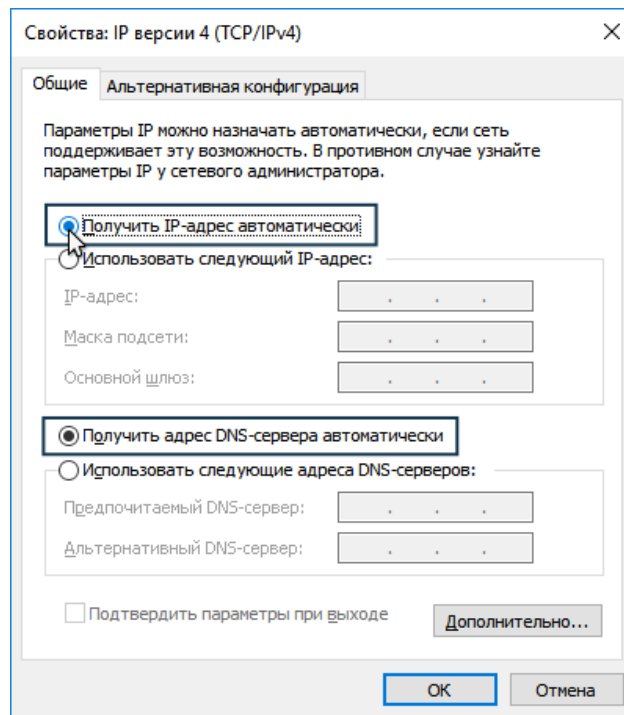 Свойства: IP версии 4 (TCP/IPv4)
Общие
Альтернативная конфигурация
Параметры IP можно назначать автоматически, если сеть
поддерживает эту возможность. В противном случае узнайте
параметры IP у сетевого администратора.
Получить IP-адрес автоматически
Использовать следующий IP-адрес:
IP-адрес:
Маска подсети:
Основной шлюз:
Получить адрес DNS-сервера автоматически
Использовать следующие адреса DNS-серверов:
Предпочитаемый DNS-сервер:
Альтернативный DNS-сервер:
Подтвердить параметры при выходе
Дополнительно...
ОК
Отмена